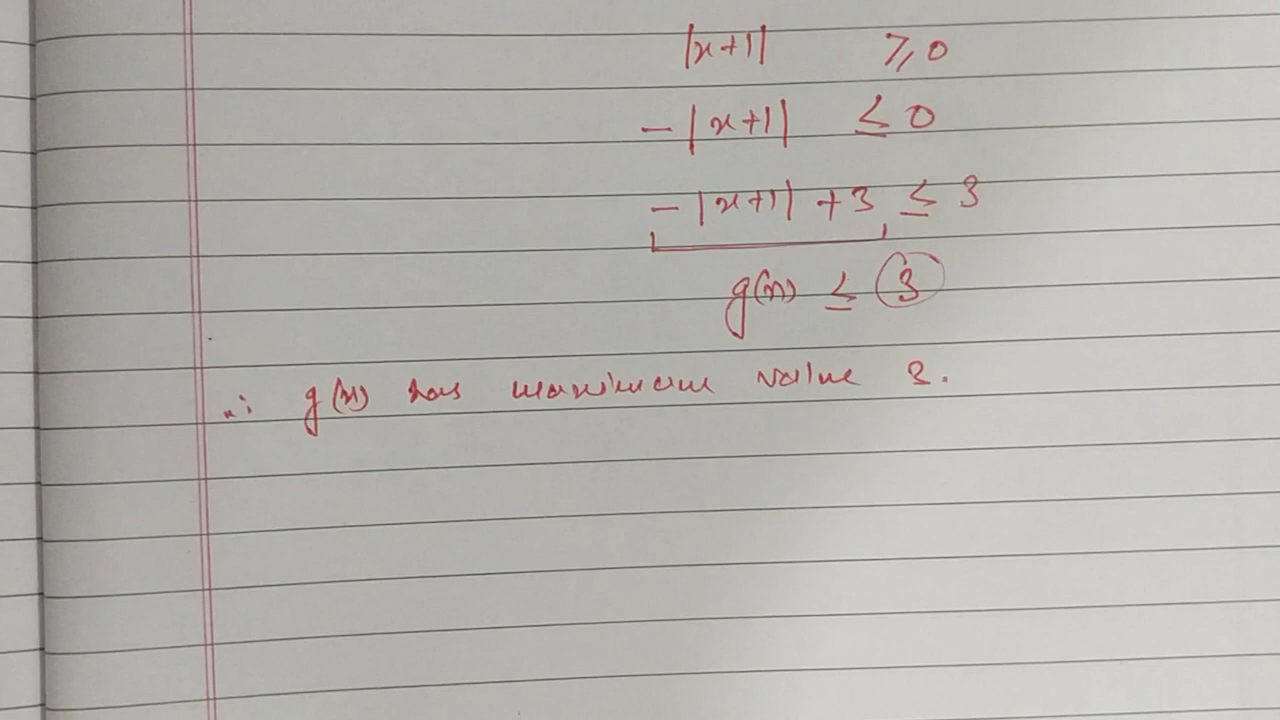 |x+1| ≥ 0
- |x+1| ≤ 0
- |x+1| + 3 ≤ 3
g(x) ≤ 3
∴ g(x) has maximum value 3.